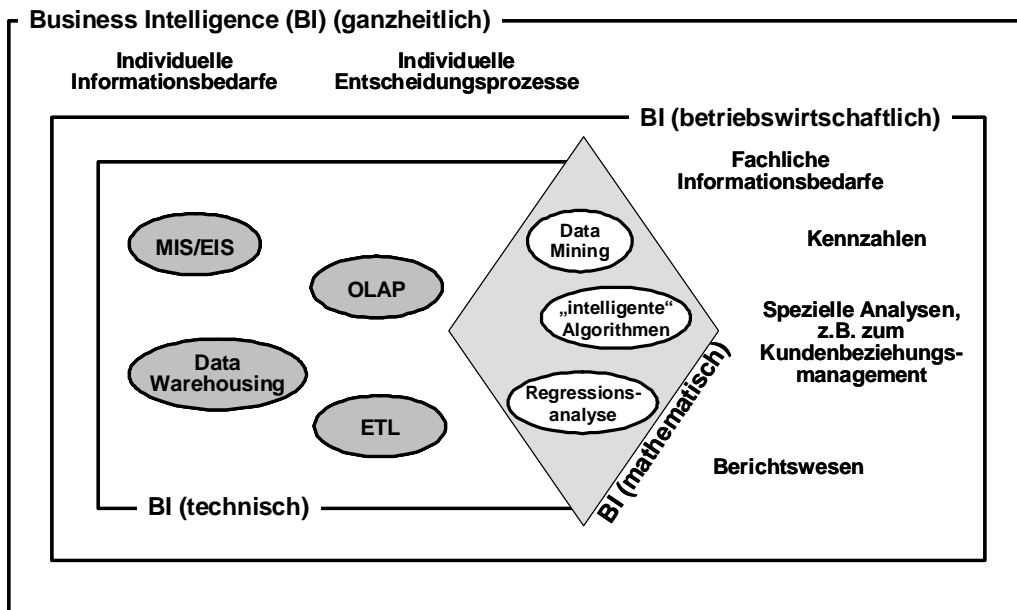 Business Intelligence (BI) (ganzheitlich)
Individuelle
Informationsbedarfe
Individuelle
Entscheidungsprozesse
BI (betriebswirtschaftlich)
Fachliche
Informationsbedarfe
MIS/EIS
OLAP
Data
Warehousing
ETL
Data
Mining
„intelligente“
Algorithmen
Regressions-
analyse
Kennzahlen
Spezielle Analysen,
z.B. zum
Kundenbeziehungs-
management
Berichtswesen
BI (mathematisch)
BI (technisch)